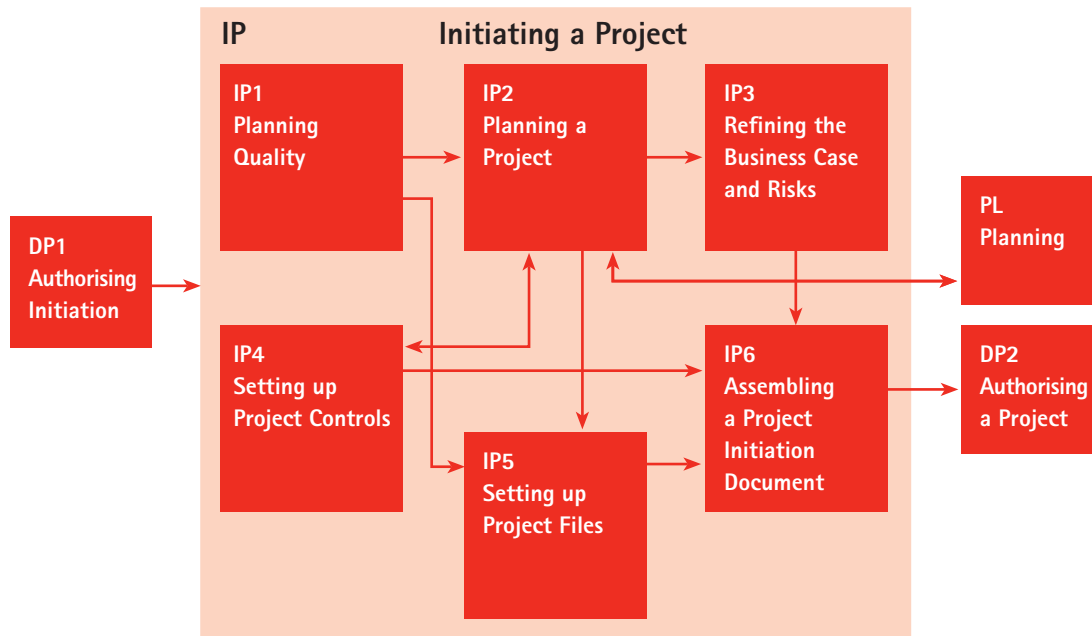 IP Initiating a Project
IP1
Planning
Quality
IP2
Planning a
Project
IP3
Refining the
Business Case
and Risks
DP1
Authorising
Initiation
PL
Planning
IP4
Setting up
Project Controls
IP5
Setting up
Project Files
IP6
Assembling
a Project
Initiation
Document
DP2
Authorising
a Project